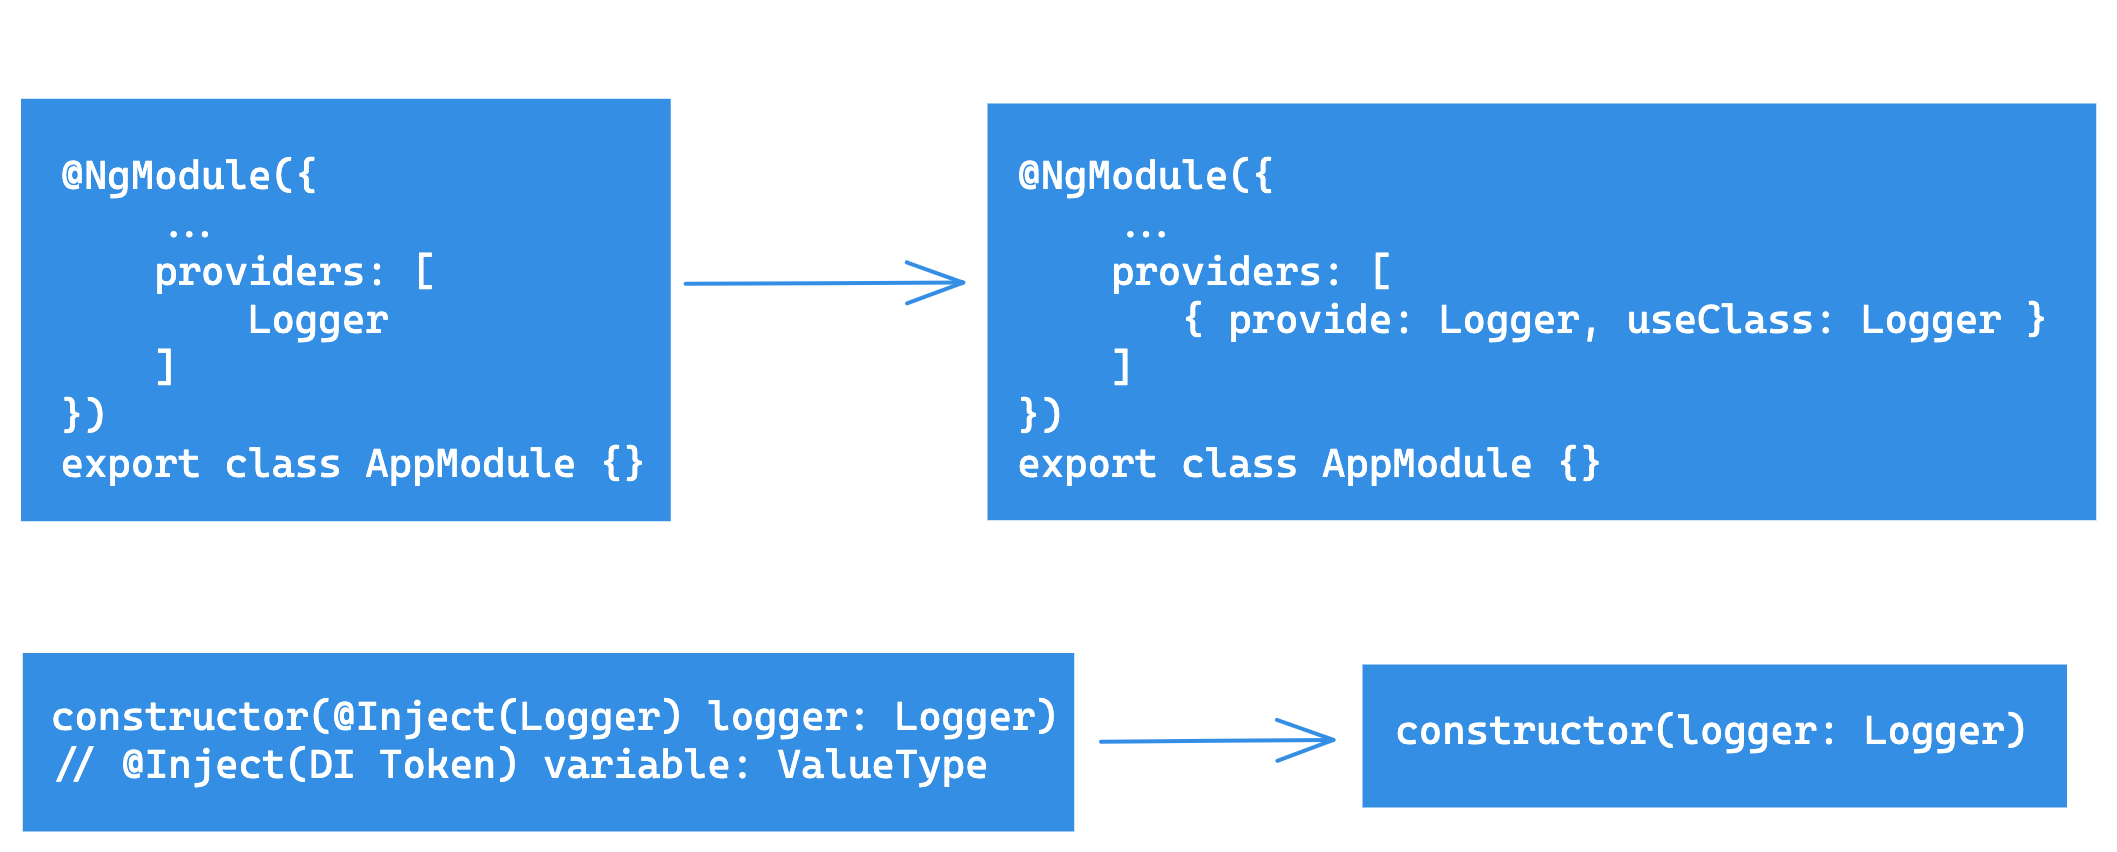 @NgModule({
...
providers: [
Logger
]
})
export class AppModule {}
@NgModule({
...
providers: [
{ provide: Logger, useClass: Logger }
]
})
export class AppModule {}
constructor(@Inject(Logger) logger: Logger)
// @Inject(DI Token) variable: ValueType
constructor(logger: Logger)